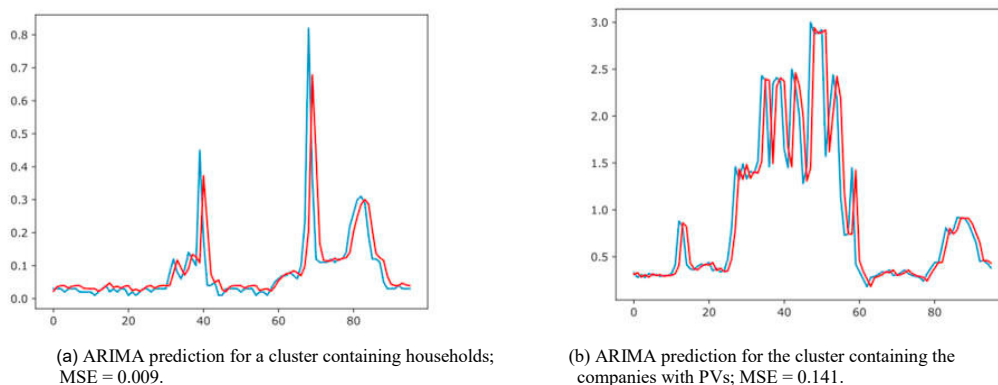 0.8
0.7
0.6
0.5
0.4
0.3
0.2
0.1
0.0
0 20 40 60 80
(a) ARIMA prediction for a cluster containing households;
MSE = 0.009.
3.0
2.5
2.0
1.5
1.0
0.5
0 20 40 60 80
(b) ARIMA prediction for the cluster containing the
companies with PVs; MSE = 0.141.